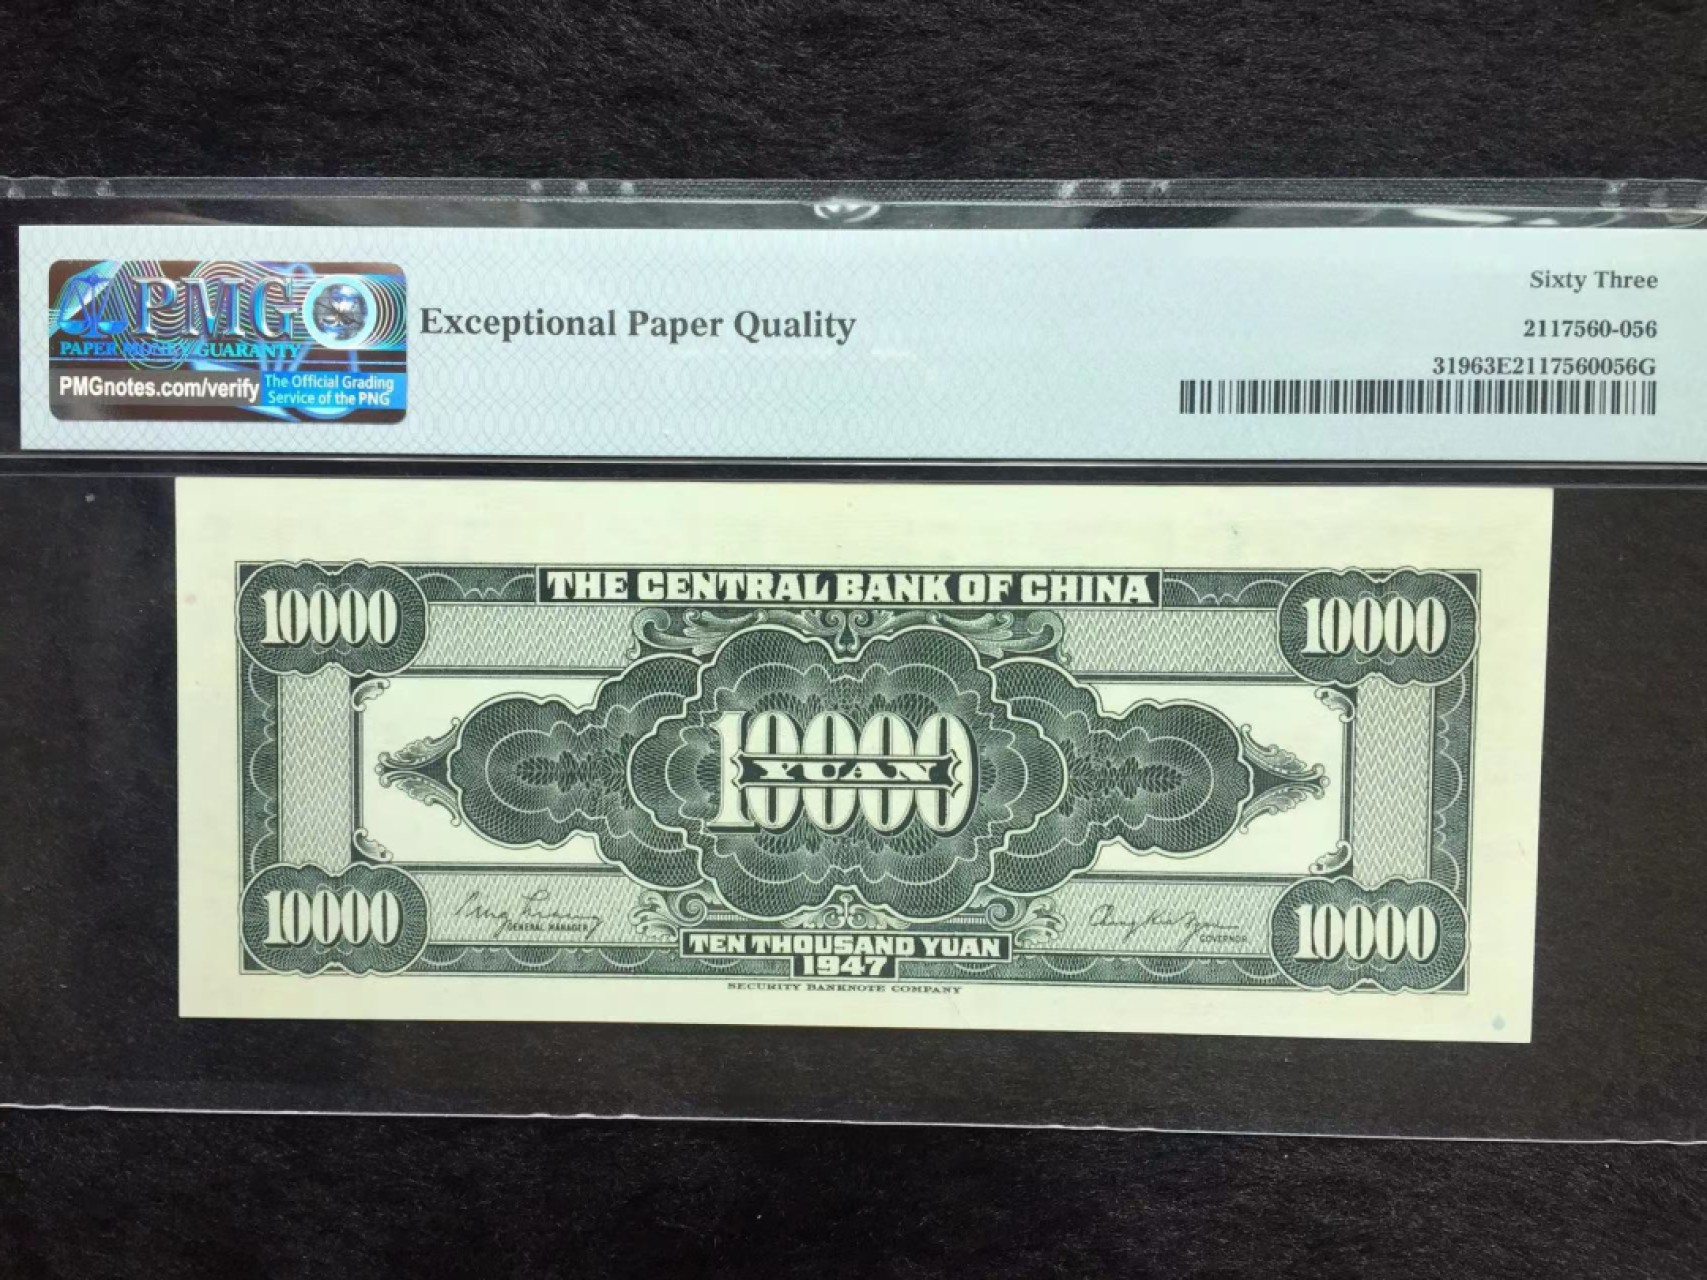 PMG
PAPER MONEY GUARANTY
PMGnotes.com/verify
The Official Grading
Service of the PNG
Exceptional Paper Quality
Sixty Three
2117560-056
31963E2117560056G
THE CENTRAL BANK OF CHINA
10000
10000
10000
YUAN
10000
10000
GENERAL MANAGER
GOVERNOR
TEN THOUSAND YUAN
1947
SECURITY BANKNOTE COMPANY